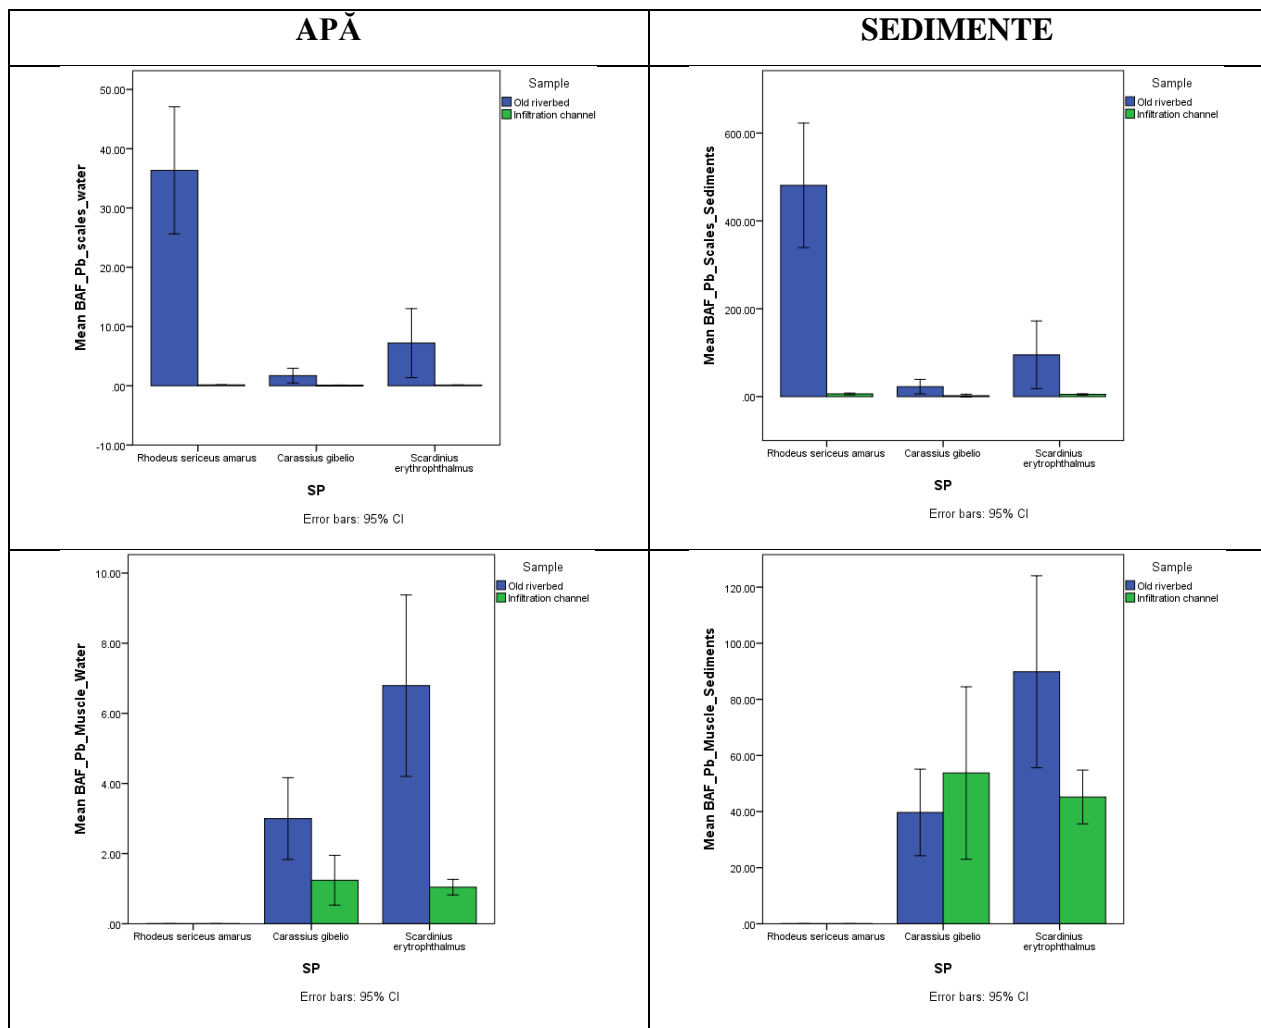 APĂ
SEDIMENTE
Sample
Old riverbed
Infiltration channel
Mean BAF_Pb_scales_water
50.00
40.00
30.00
20.00
10.00
.00
-10.00
Rhodeus sericeus amarus
Carassius gibelio
Scardinius
erythrophthalmus
SP
Error bars: 95% CI
Sample
Old riverbed
Infiltration channel
Mean BAF_Pb_Scales_Sediments
600.00
400.00
200.00
.00
Rhodeus sericeus amarus
Carassius gibelio
Scardinius
erytrophthalmus
SP
Error bars: 95% CI
Sample
Old riverbed
Infiltration channel
Mean BAF_Pb_Muscle_Water
10.00
8.00
6.00
4.00
2.00
.00
Rhodeus sericeus amarus
Carassius gibelio
Scardinius
erytrophthalmus
SP
Error bars: 95% CI
Sample
Old riverbed
Infiltration channel
Mean BAF_Pb_Muscle_Sediments
120.00
100.00
80.00
60.00
40.00
20.00
.00
Rhodeus sericeus amarus
Carassius gibelio
Scardinius
erytrophthalmus
SP
Error bars: 95% CI